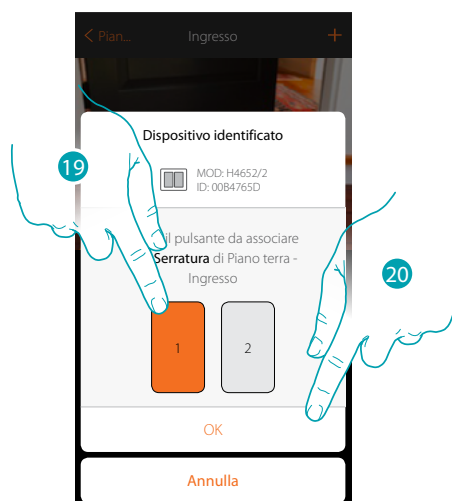 < Pian... Ingresso +
Dispositivo identificato
MOD: H4652/2
ID: 00B4765D
19
il pulsante da associare
Serratura di Piano terra -
Ingresso
20
1 2
OK
Annulla